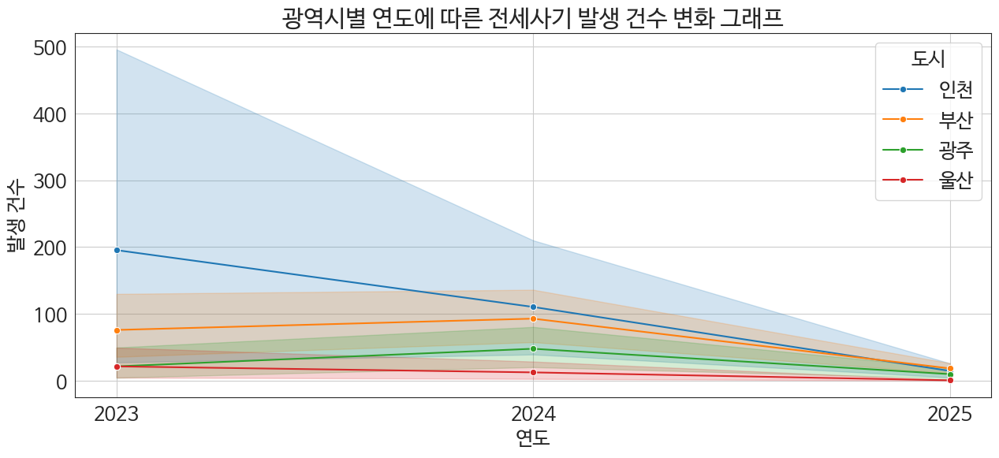 광역시별 연도에 따른 전세사기 발생 건수 변화 그래프
500
400
300
200
100
0
발생 건수
2023
2024
2025
연도
도시
인천
부산
광주
울산